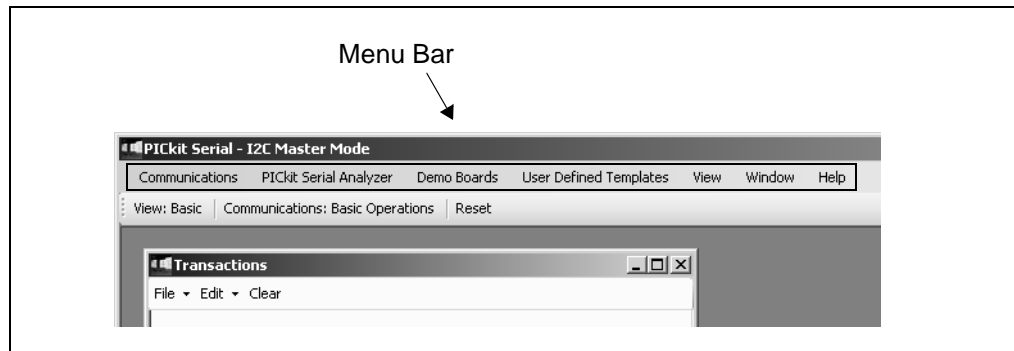 Menu Bar
PICkit Serial - I2C Master Mode
Communications PICkit Serial Analyzer Demo Boards User Defined Templates View Window Help
View: Basic Communications: Basic Operations Reset
Transactions
File Edit Clear